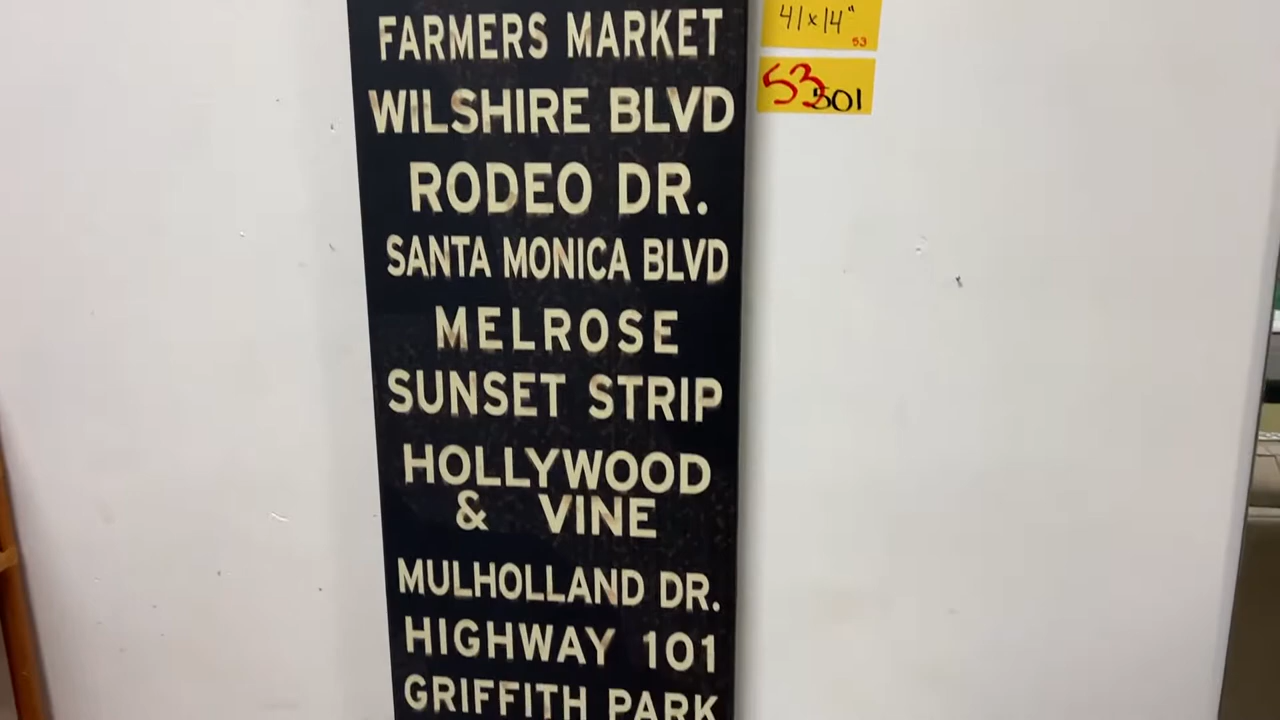 FARMERS MARKET
WILSHIRE BLVD
RODEO DR.
SANTA MONICA BLVD
MELROSE
SUNSET STRIP
HOLLYWOOD
& VINE
MULHOLLAND DR.
HIGHWAY 101
GRIFFITH PARK
41x14"
53
53
501